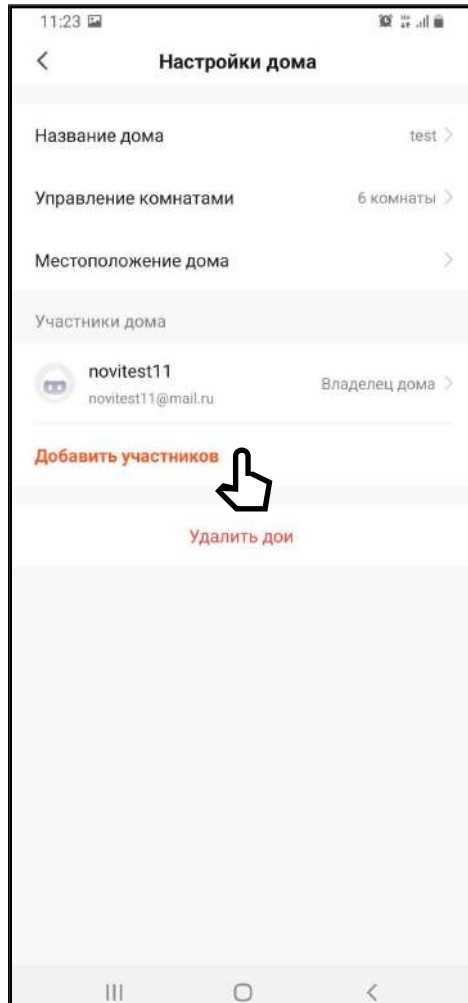 11:23
Настройки дома
Название дома test
Управление комнатами 6 комнаты
Местоположение дома
Участники дома
novitest11
Владелец дома
novitest11@mail.ru
Добавить участников
Удалить дои